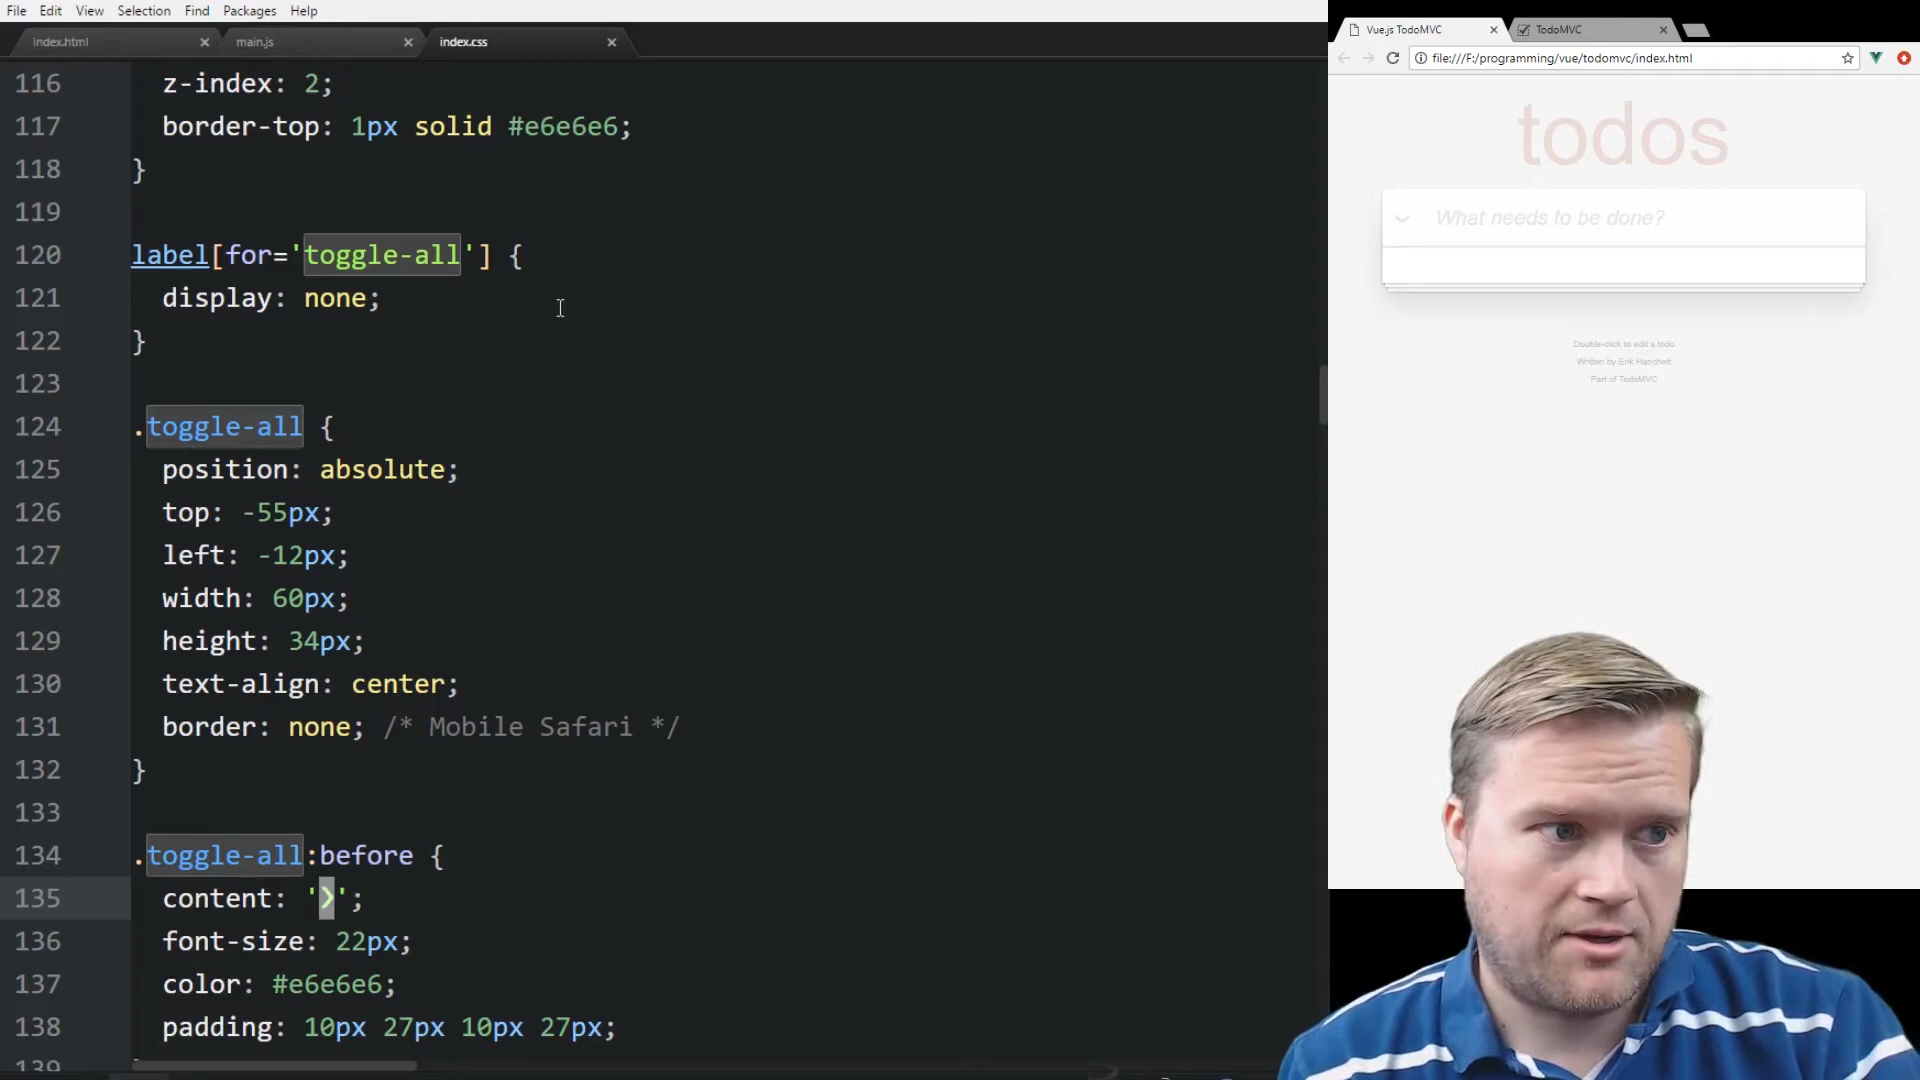 File Edit View Selection Find Packages Help
index.html
main.js
index.css
116 z-index: 2;
117 border-top: 1px solid #e6e6e6;
118 }
119
120 label[for='toggle-all'] {
121 display: none;
122 }
123
124 .toggle-all {
125 position: absolute;
126 top: -55px;
127 left: -12px;
128 width: 60px;
129 height: 34px;
130 text-align: center;
131 border: none; /* Mobile Safari */
132 }
133
134 .toggle-all:before {
135 content: '❯';
136 font-size: 22px;
137 color: #e6e6e6;
138 padding: 10px 27px 10px 27px;
139
Vue.js TodoMVC
TodoMVC
file:///F:/programming/vue/todomvc/index.html
todos
What needs to be done?
Double-click to edit a todo
Written by Erik Hanchett
Part of TodoMVC